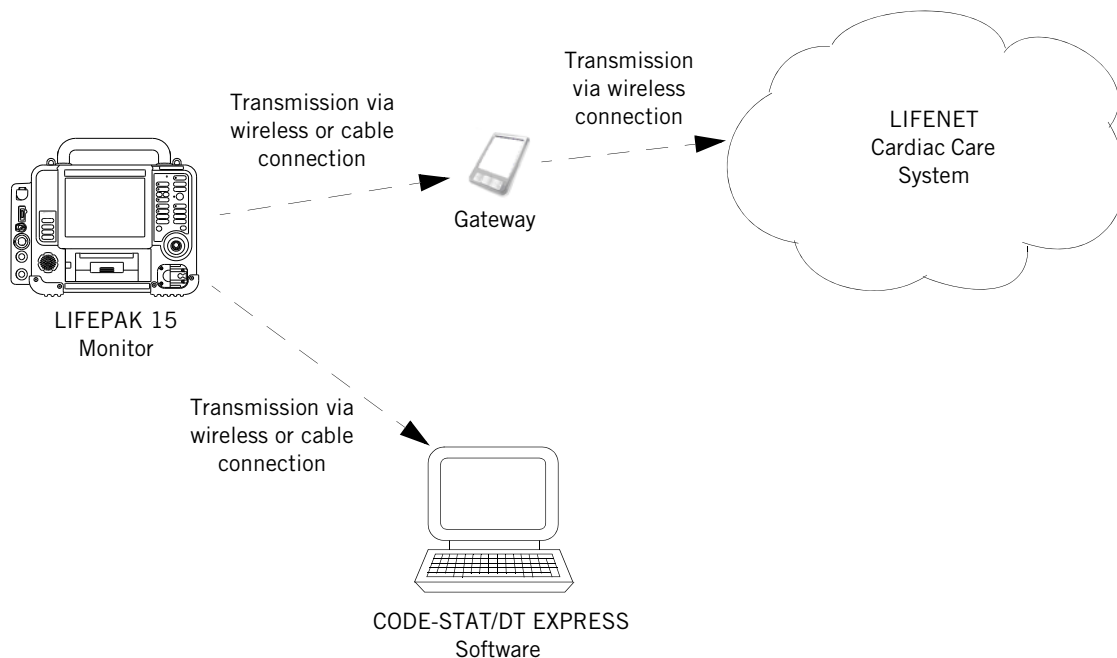 Transmission via
wireless or cable
connection
Transmission
via wireless
connection
LIFENET
Cardiac Care
System
Gateway
LIFEPAK 15
Monitor
Transmission via
wireless or cable
connection
CODE-STAT/DT EXPRESS
Software